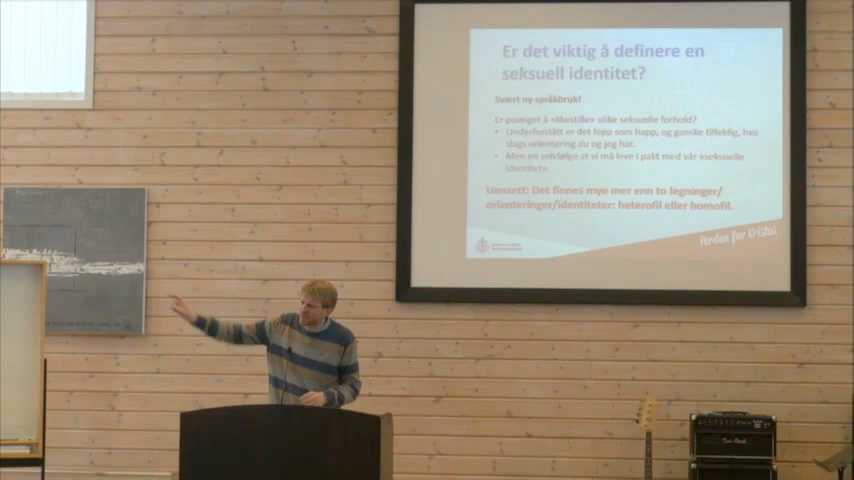 Er det viktig å definere en
seksuell identitet?
Svært ny språkbruk!
Er poenget å «likestille» ulike seksuelle forhold?
• Underforstått er det hipp som happ, og ganske tilfeldig, hva
slags orientering du og jeg har.
• Men en selvfølge at vi må leve i pakt med vår «seksuelle
identitet».
Uansett: Det finnes mye mer enn to legninger/
orienteringer/identiteter: heterofil eller homofil.
Verden for Kristus